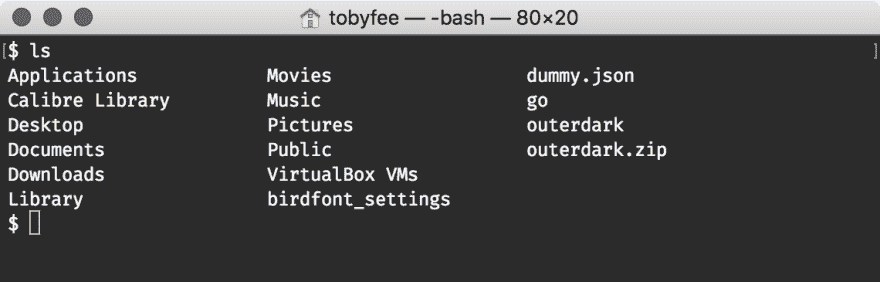 tobyfee — -bash — 80×20
[$ ls ]
Applications Movies dummy.json
Calibre Library Music go
Desktop Pictures outerdark
Documents Public outerdark.zip
Downloads VirtualBox VMs
Library birdfont_settings
$